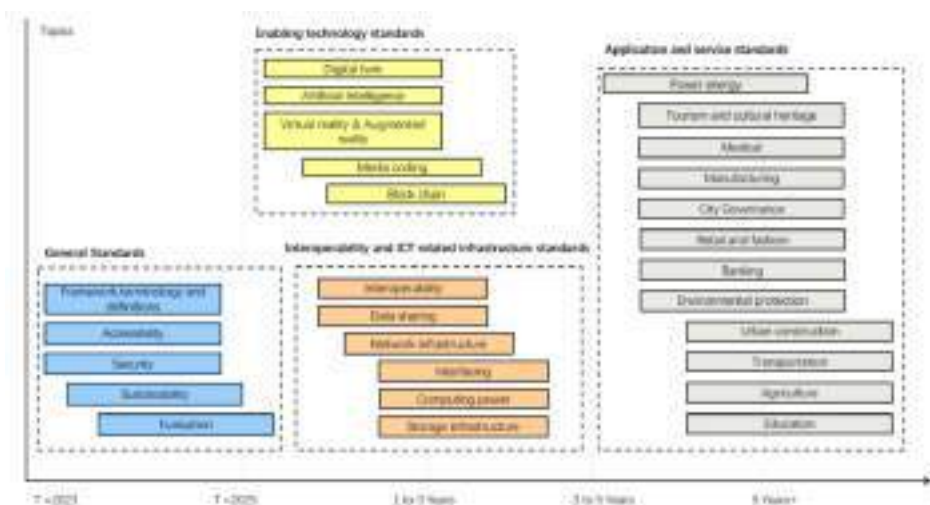 Topics
Enabling technology standards
Digital twin
Artificial Intelligence
Virtual reality & Augmented
reality
Media coding
Block chain
Application and service standards
Power energy
Tourism and cultural heritage
Medical
Manufacturing
City Governance
Retail and fashion
Banking
Environmental protection
Urban construction
Transportation
Agriculture
Education
General Standards
Framework, terminology and
definitions
Accessibility
Security
Sustainability
Evaluation
Interoperability and ICT related infrastructure standards
Interoperability
Data sharing
Network infrastructure
Interfacing
Computing power
Storage infrastructure
T =2023
T =2025
1 to 3 Years
3 to 5 Years
5 Years+